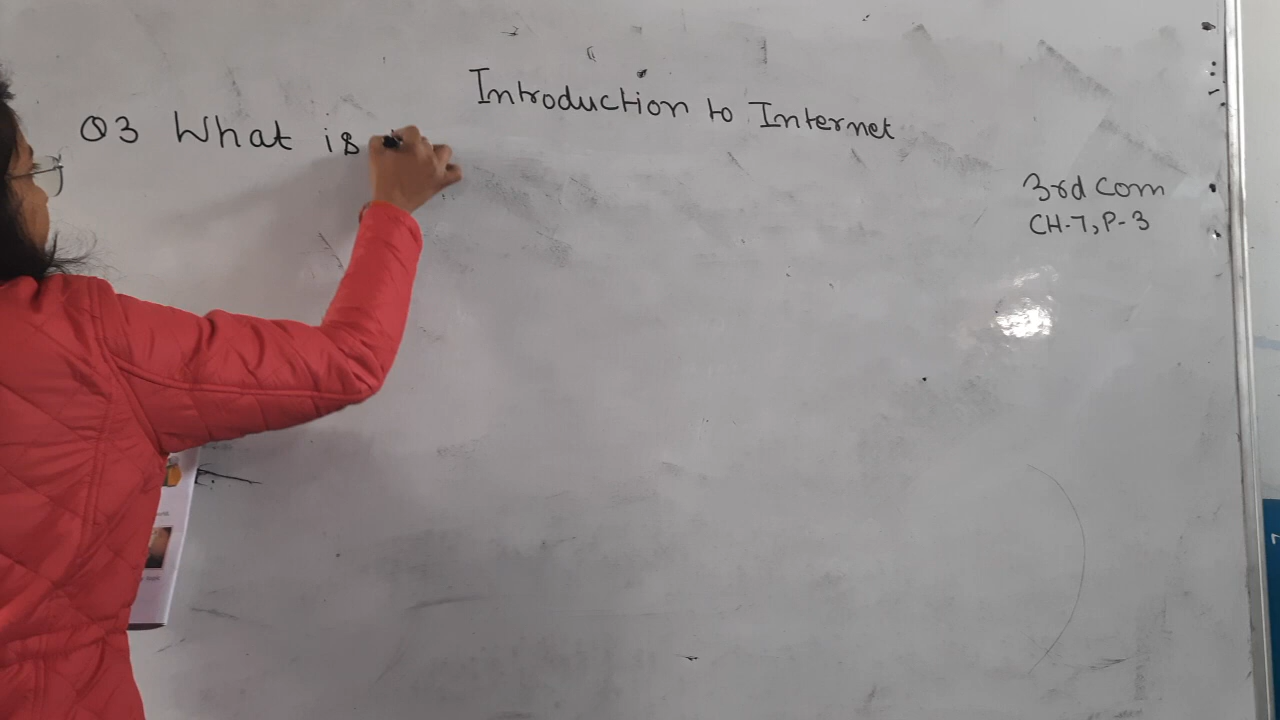 Introduction to Internet
Q3 What is
3rd Com
CH-7, P-3